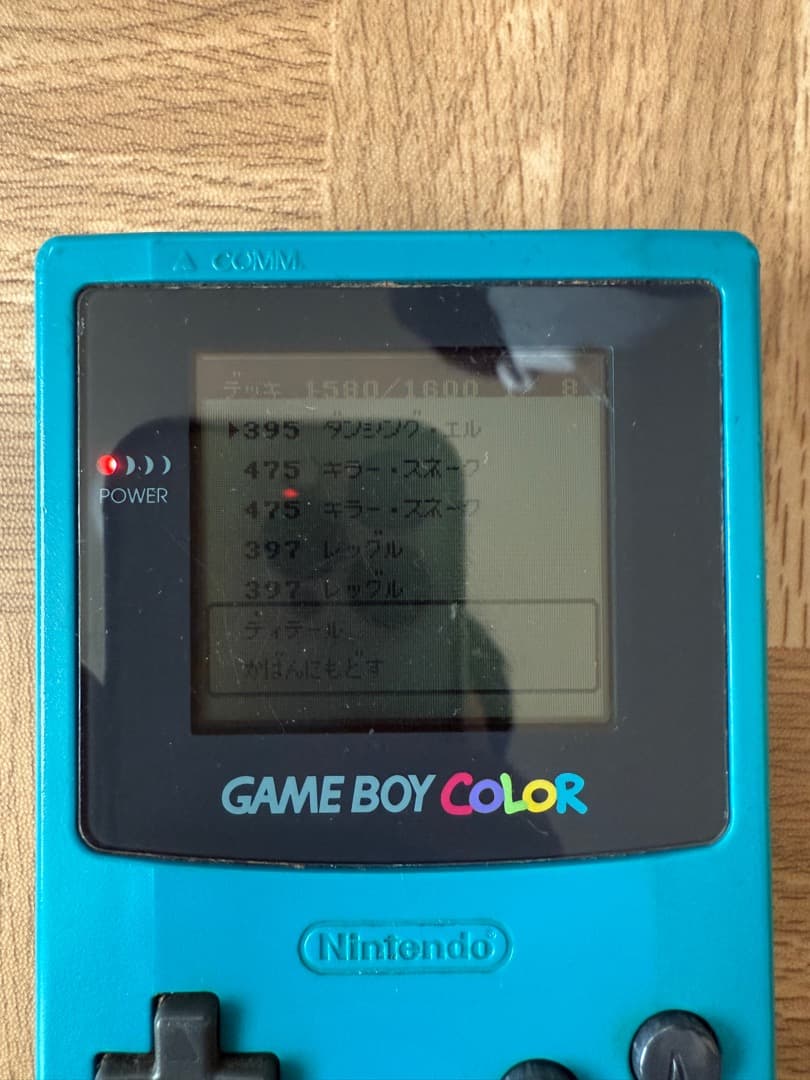 COMM.
デッキ 1580/1600 1/ 8
▶395 ダンシング・エル
475 キラー・スネーク
475 キラー・スネーク
397 レッグル
397 レッグル
ディテール
かばんにもどす
POWER
GAME BOY COLOR
Nintendo®
A